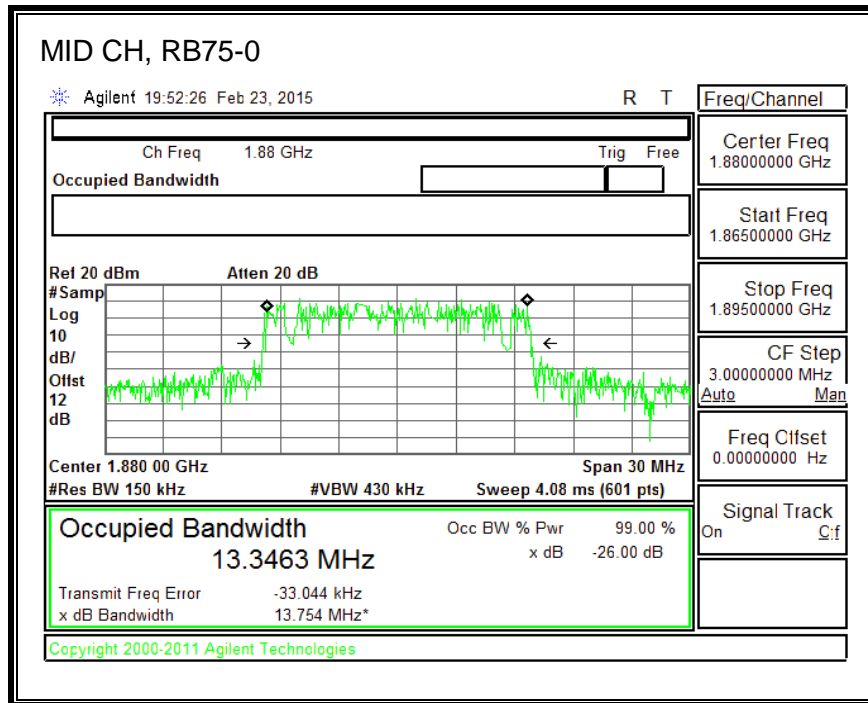 MID CH, RB75-0
Agilent 19:52:26 Feb 23, 2015 R T
Freq/Channel
Ch Freq 1.88 GHz Trig Free
Occupied Bandwidth
Center Freq
1.88000000 GHz
Start Freq
1.86500000 GHz
Stop Freq
1.89500000 GHz
CF Step
3.00000000 MHz
Auto Man
Freq Offset
0.00000000 Hz
Signal Track
On Off
Ref 20 dBm Atten 20 dB
#Samp
Log
10
dB/
Offst
12
dB
Center 1.880 00 GHz Span 30 MHz
#Res BW 150 kHz #VBW 430 kHz Sweep 4.08 ms (601 pts)
Occupied Bandwidth Occ BW % Pwr 99.00 %
13.3463 MHz x dB -26.00 dB
Transmit Freq Error -33.044 kHz
x dB Bandwidth 13.754 MHz*
Copyright 2000-2011 Agilent Technologies